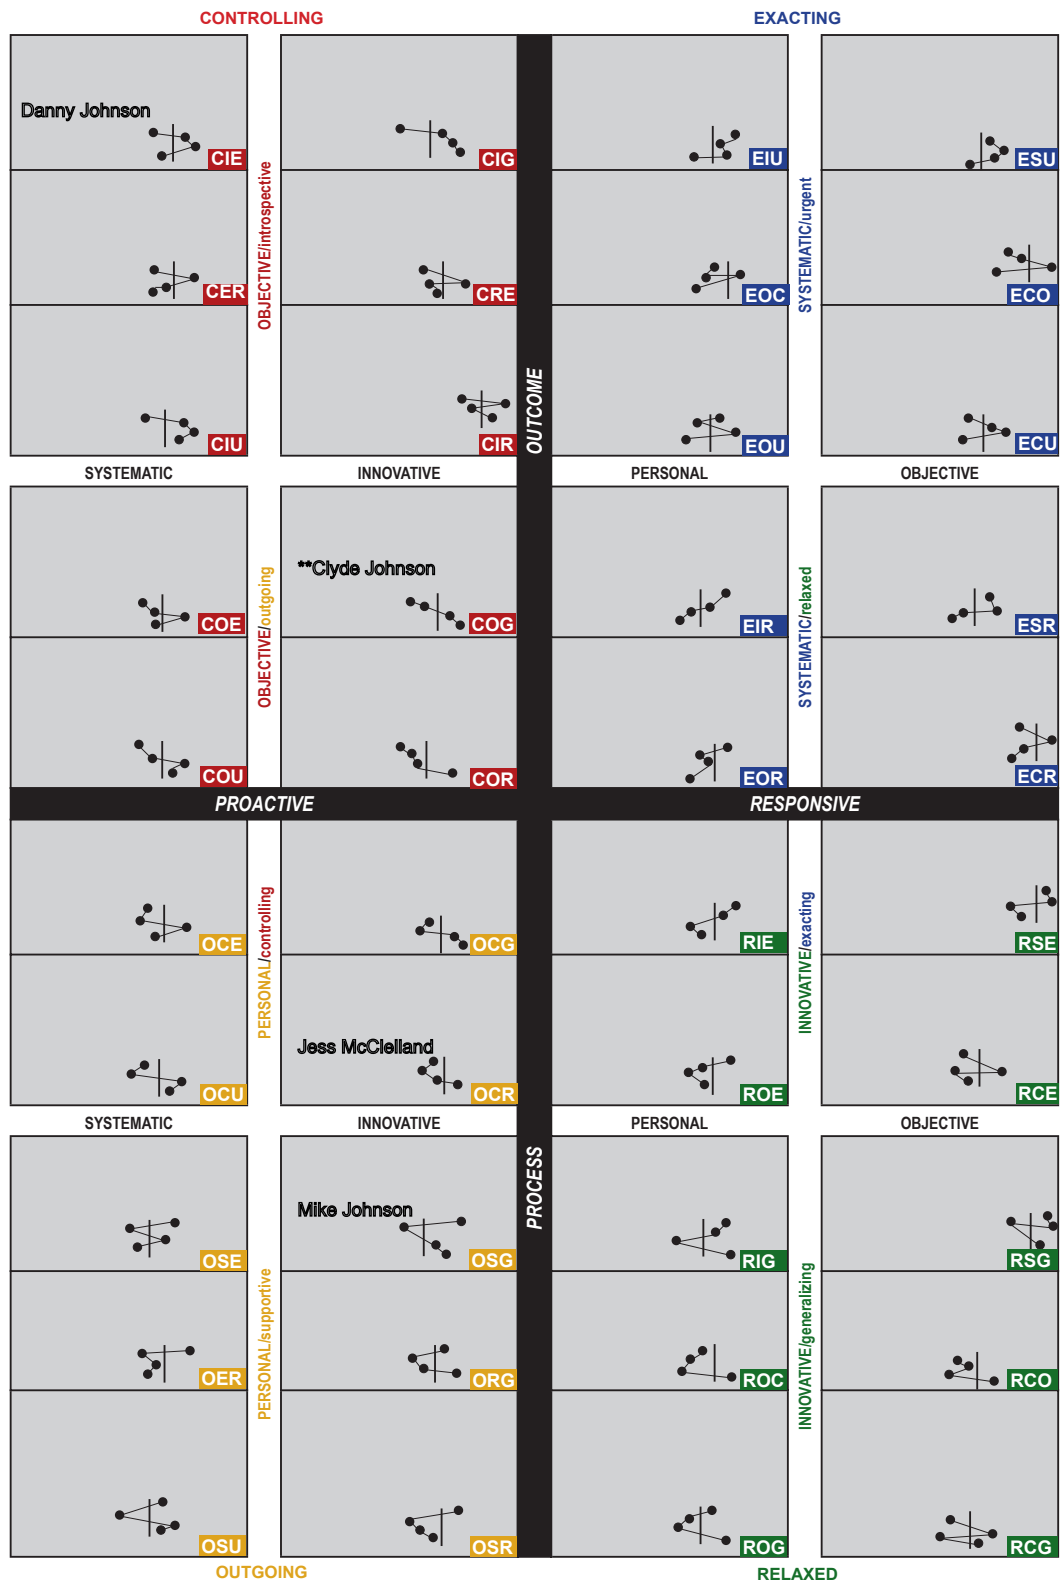 CONTROLLING
EXACTING
Danny Johnson
CIE
CIG
EIU
ESU
OBJECTIVE/introspective
SYSTEMATIC/urgent
CER
CRE
EOC
ECO
OUTCOME
CIU
CIR
EOU
ECU
SYSTEMATIC
INNOVATIVE
PERSONAL
OBJECTIVE
**Clyde Johnson
COE
COG
EIR
ESR
OBJECTIVE/outgoing
SYSTEMATIC/relaxed
COU
COR
EOR
ECR
PROACTIVE
RESPONSIVE
OCE
OCG
RIE
RSE
PERSONAL/controlling
INNOVATIVE/exacting
Jess McClelland
OCU
OCR
ROE
RCE
SYSTEMATIC
INNOVATIVE
PERSONAL
OBJECTIVE
PROCESS
Mike Johnson
OSE
OSG
RIG
RSG
PERSONAL/supportive
INNOVATIVE/generalizing
OER
ORG
ROC
RCO
OSU
OSR
ROG
RCG
OUTGOING
RELAXED